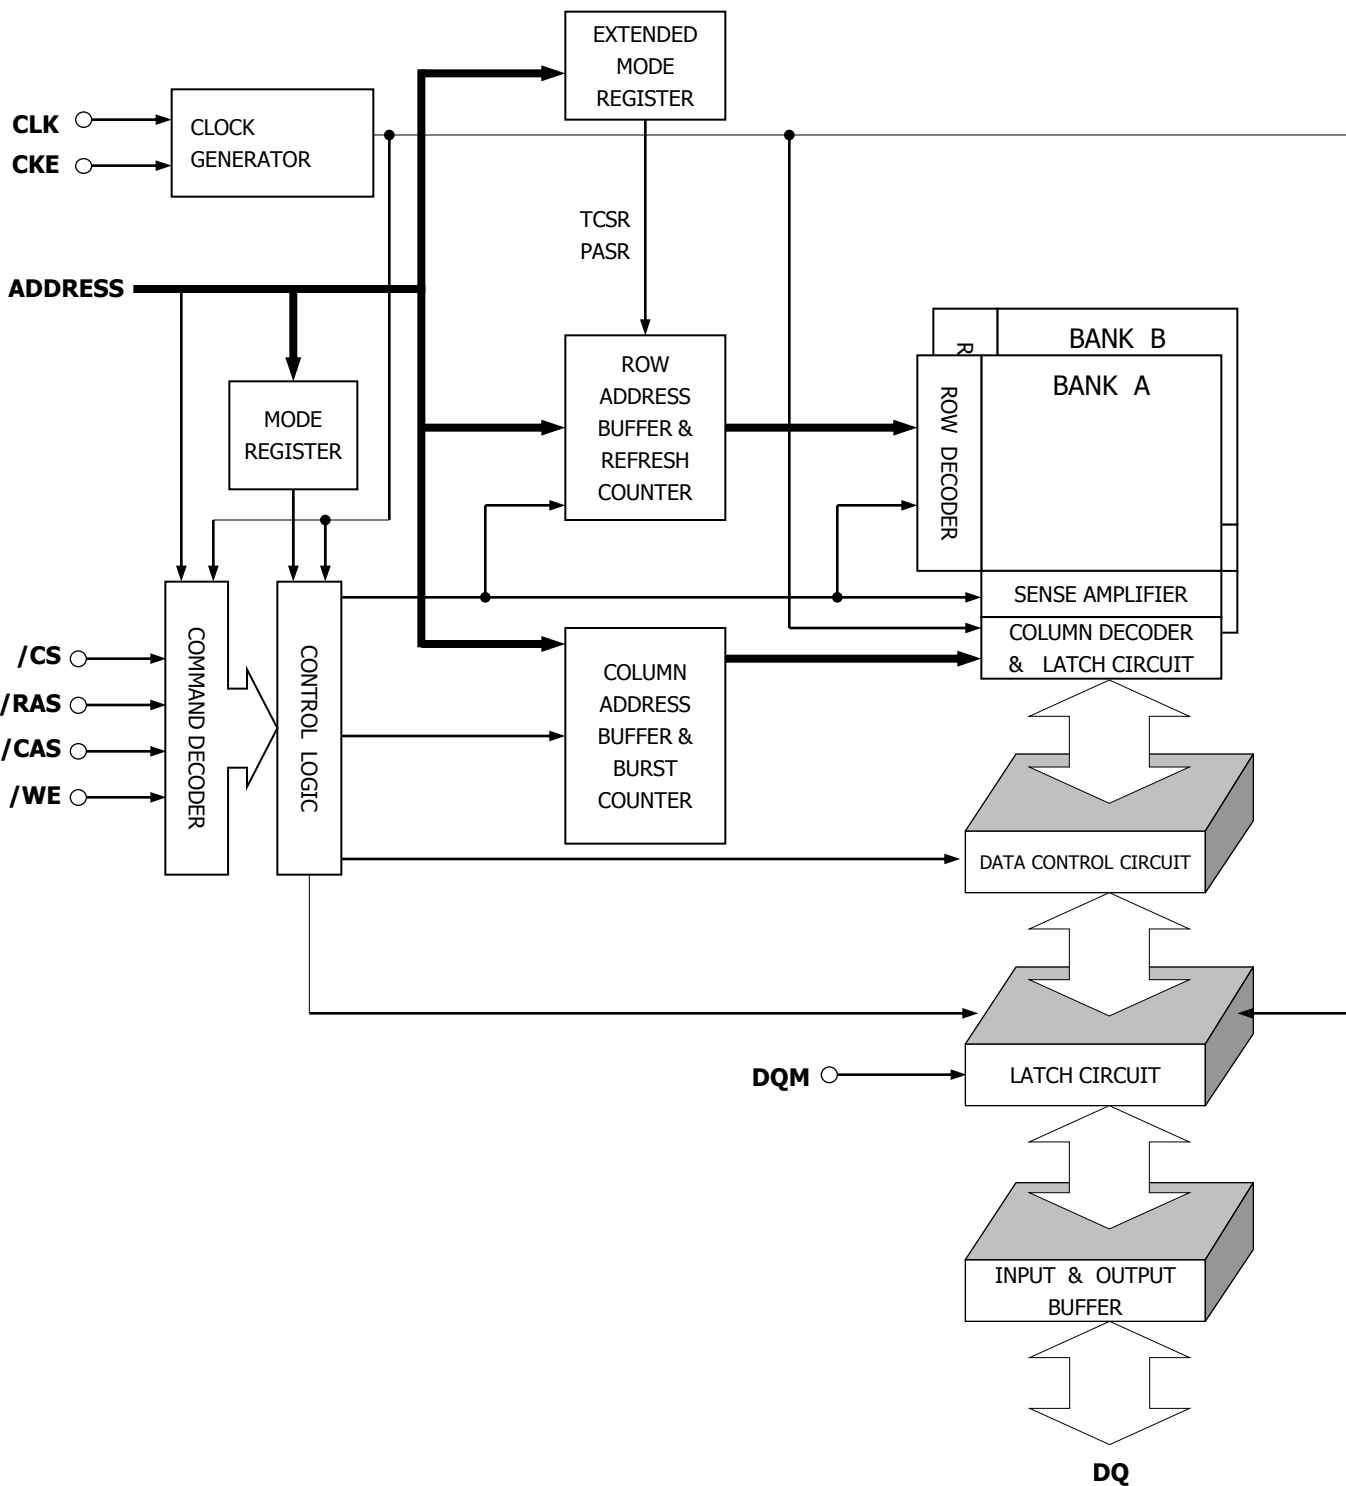 EXTENDED
MODE
REGISTER
CLK
CKE
CLOCK
GENERATOR
TCSR
PASR
ADDRESS
MODE
REGISTER
ROW
ADDRESS
BUFFER &
REFRESH
COUNTER
R
BANK B
ROW DECODER
BANK A
SENSE AMPLIFIER
COLUMN DECODER
& LATCH CIRCUIT
/CS
/RAS
/CAS
/WE
COMMAND DECODER
CONTROL LOGIC
COLUMN
ADDRESS
BUFFER &
BURST
COUNTER
DATA CONTROL CIRCUIT
DQM
LATCH CIRCUIT
INPUT & OUTPUT
BUFFER
DQ